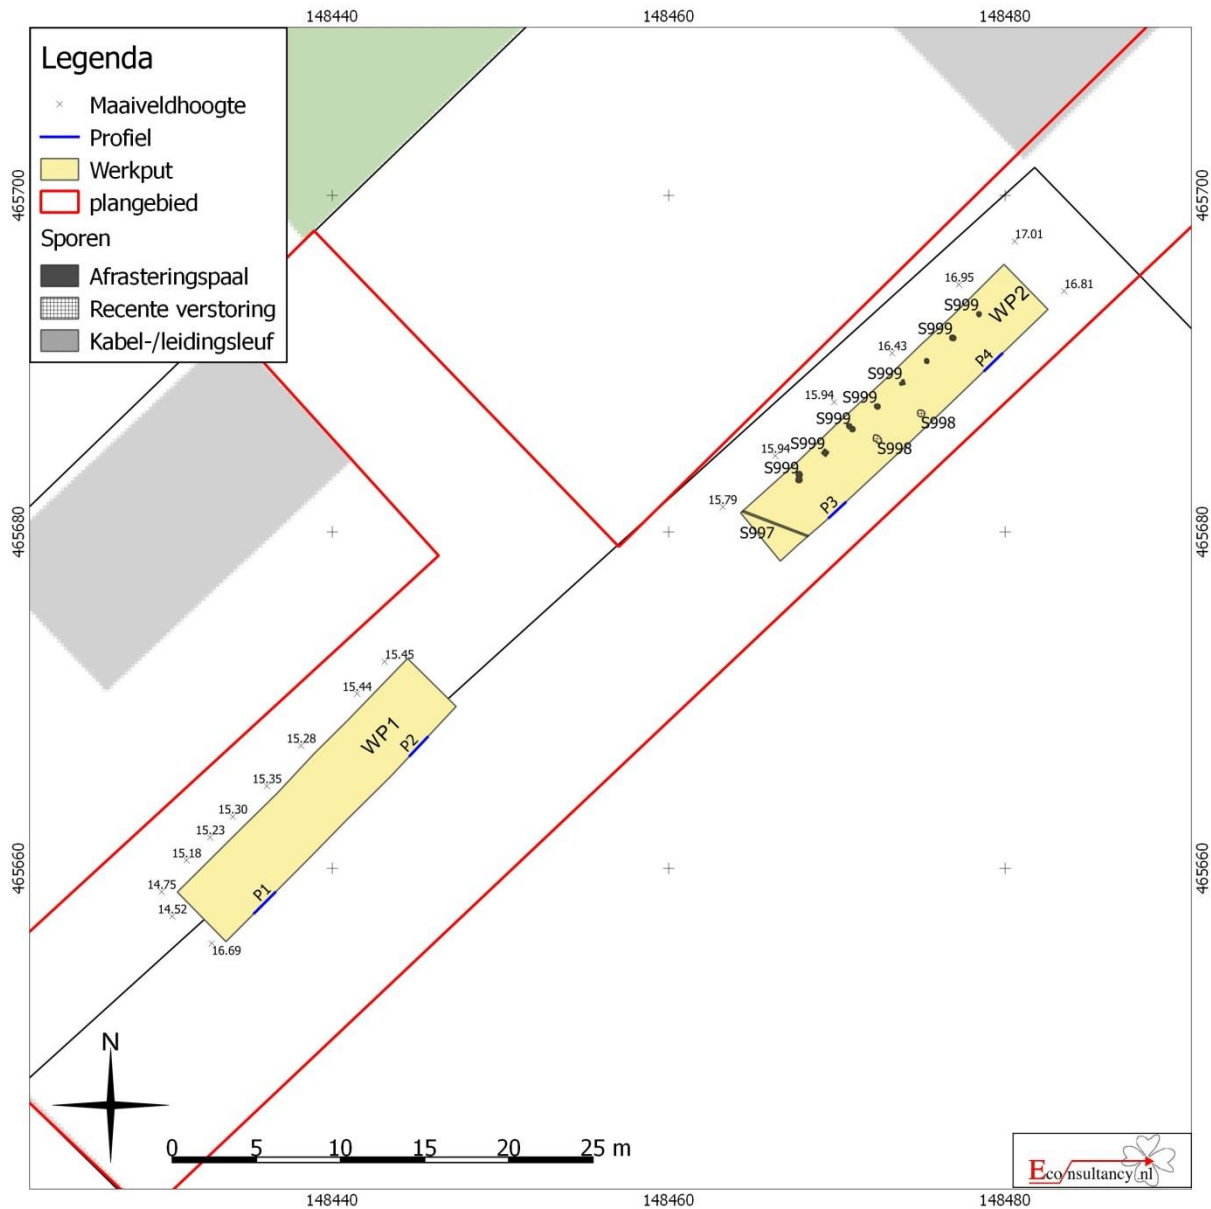 148440 148460 148480
Legenda
Maaiveldhoogte
Profiel
Werkput
plangebied
Sporen
Afrasteringspaal
Recente verstoring
Kabel-/leidingsleuf
465700 465700
17.01
16.95 16.81
S999 WP2
S999
16.43 P4
S999
15.94 S999
S999 S998
S999 S998
15.94
S999
15.79 P3
S997
465680 465680
15.45
15.44
WP1
15.28 P2
15.35
15.30
15.23
15.18
465660 465660
14.75 P1
14.52
16.69
N
0 5 10 15 20 25 m
Econsultancy.nl
148440 148460 148480